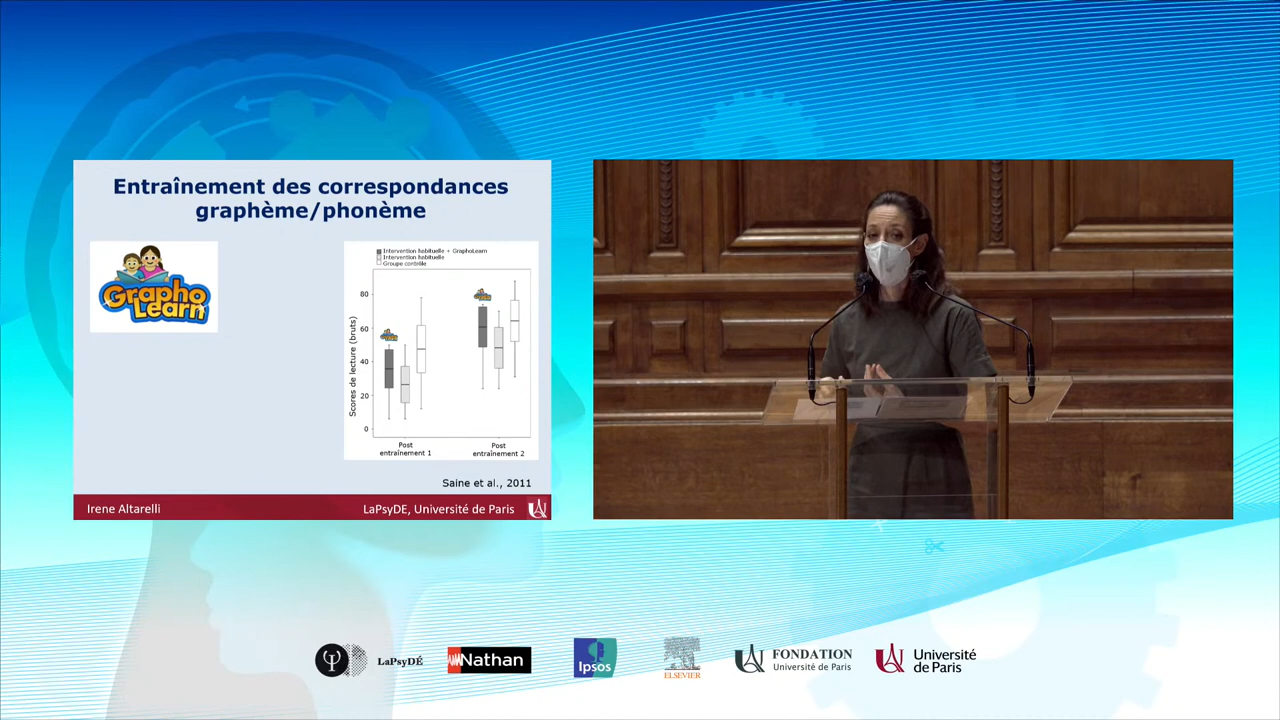 Entraînement des correspondances
graphème/phonème
Grapho
Learn
Intervention habituelle + GraphoLearn
Intervention habituelle
Groupe contrôle
Scores de lecture (bruts)
80
60
40
20
0
Post
entraînement 1
Post
entraînement 2
Saine et al., 2011
Irene Altarelli
LaPsyDE, Université de Paris
LaPsyDÉ
Nathan
Ipsos
ELSEVIER
FONDATION
Université de Paris
Université
de Paris